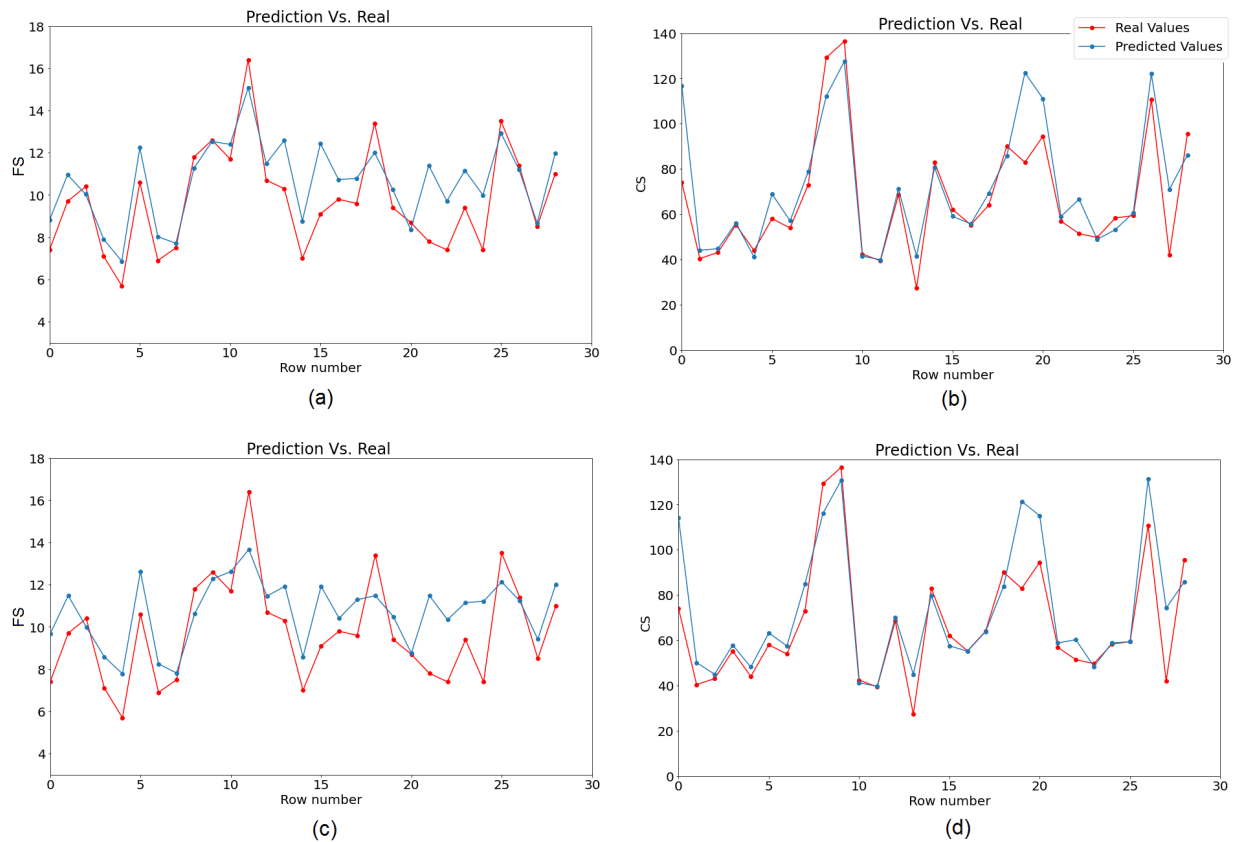 Prediction Vs. Real
18
16
14
12
10
8
6
4
FS
0 5 10 15 20 25 30
Row number
(a)
Prediction Vs. Real
Real Values
Predicted Values
140
120
100
80
60
40
20
0
CS
0 5 10 15 20 25 30
Row number
(b)
Prediction Vs. Real
18
16
14
12
10
8
6
4
FS
0 5 10 15 20 25 30
Row number
(c)
Prediction Vs. Real
140
120
100
80
60
40
20
0
CS
0 5 10 15 20 25 30
Row number
(d)